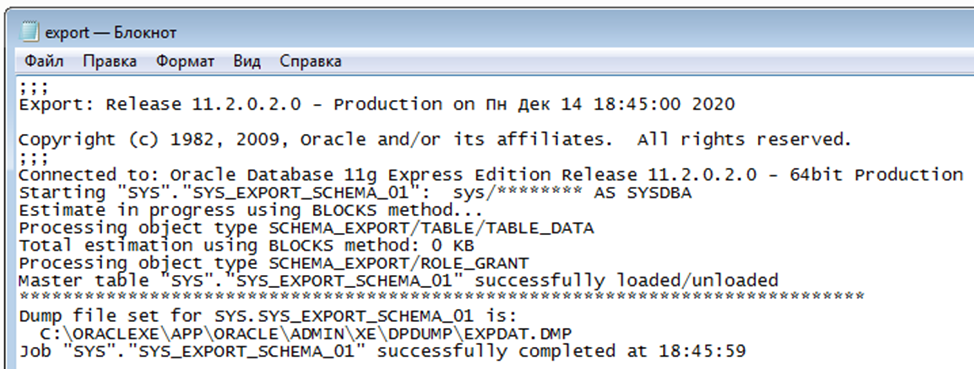 export — Блокнот
Файл Правка Формат Вид Справка
;;;
Export: Release 11.2.0.2.0 - Production on Пн Дек 14 18:45:00 2020
Copyright (c) 1982, 2009, Oracle and/or its affiliates.  All rights reserved.
;;;
Connected to: Oracle Database 11g Express Edition Release 11.2.0.2.0 - 64bit Production
Starting "SYS"."SYS_EXPORT_SCHEMA_01":  sys/******** AS SYSDBA
Estimate in progress using BLOCKS method...
Processing object type SCHEMA_EXPORT/TABLE/TABLE_DATA
Total estimation using BLOCKS method: 0 KB
Processing object type SCHEMA_EXPORT/ROLE_GRANT
Master table "SYS"."SYS_EXPORT_SCHEMA_01" successfully loaded/unloaded
******************************************************************************
Dump file set for SYS.SYS_EXPORT_SCHEMA_01 is:
  C:\ORACLEXE\APP\ORACLE\ADMIN\XE\DPDUMP\EXPDAT.DMP
Job "SYS"."SYS_EXPORT_SCHEMA_01" successfully completed at 18:45:59